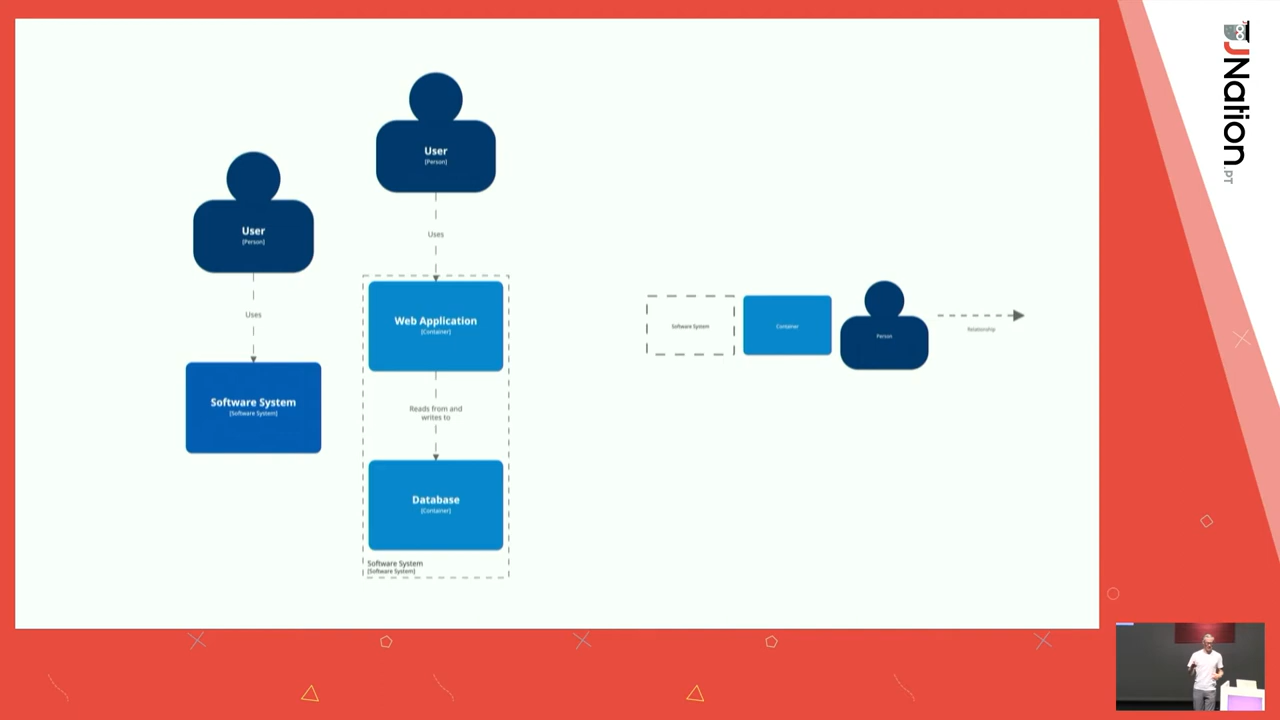 User
[Person]
Uses
Software System
[Software System]
User
[Person]
Uses
Web Application
[Container]
Reads from and
writes to
Database
[Container]
Software System
[Software System]
Software System
Container
Person
Relationship
JNation
.PT